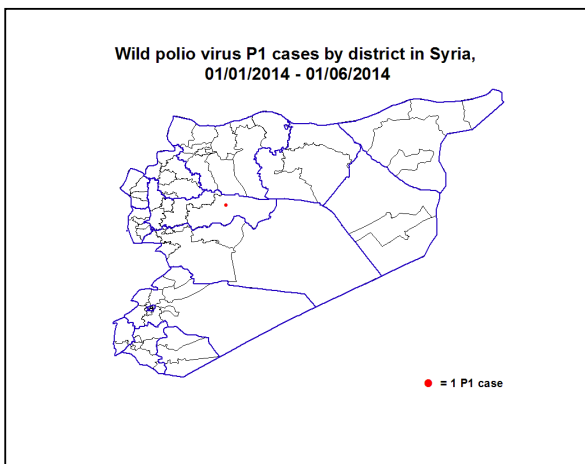 Wild polio virus P1 cases by district in Syria,
01/01/2014 - 01/06/2014
= 1 P1 case